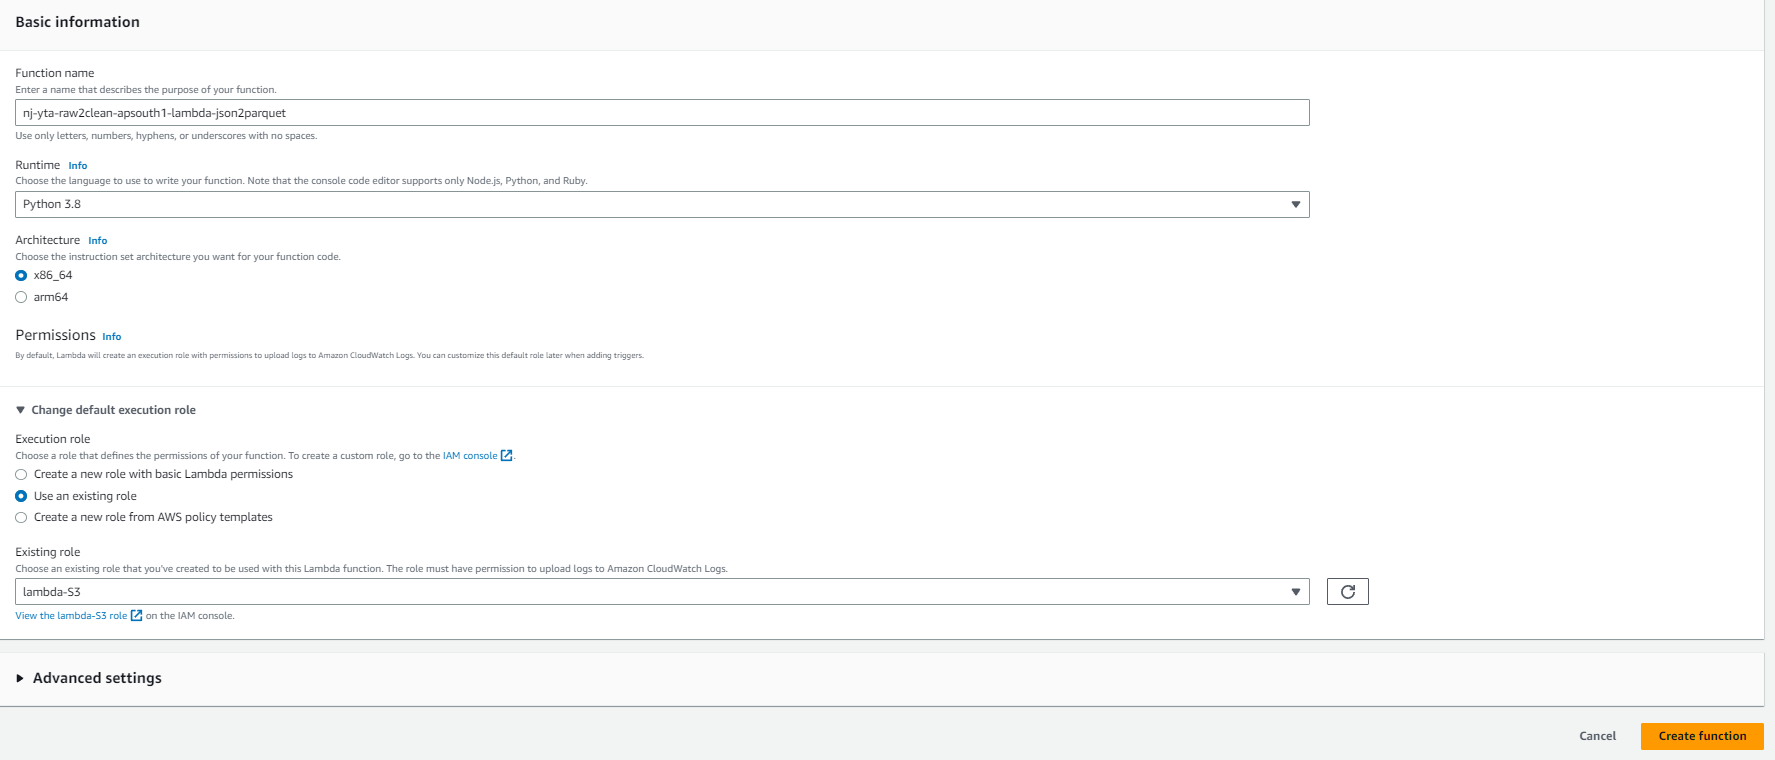 Basic information
Function name
Enter a name that describes the purpose of your function.
nj-yta-raw2clean-apsouth1-lambda-json2parquet
Use only letters, numbers, hyphens, or underscores with no spaces.
Runtime Info
Choose the language to use to write your function. Note that the console code editor supports only Node.js, Python, and Ruby.
Python 3.8
Architecture Info
Choose the instruction set architecture you want for your function code.
x86_64
arm64
Permissions Info
By default, Lambda will create an execution role with permissions to upload logs to Amazon CloudWatch Logs. You can customize this default role later when adding triggers.
Change default execution role
Execution role
Choose a role that defines the permissions of your function. To create a custom role, go to the IAM console.
Create a new role with basic Lambda permissions
Use an existing role
Create a new role from AWS policy templates
Existing role
Choose an existing role that you've created to be used with this Lambda function. The role must have permission to upload logs to Amazon CloudWatch Logs.
lambda-S3
View the lambda-S3 role on the IAM console.
Advanced settings
Cancel Create function